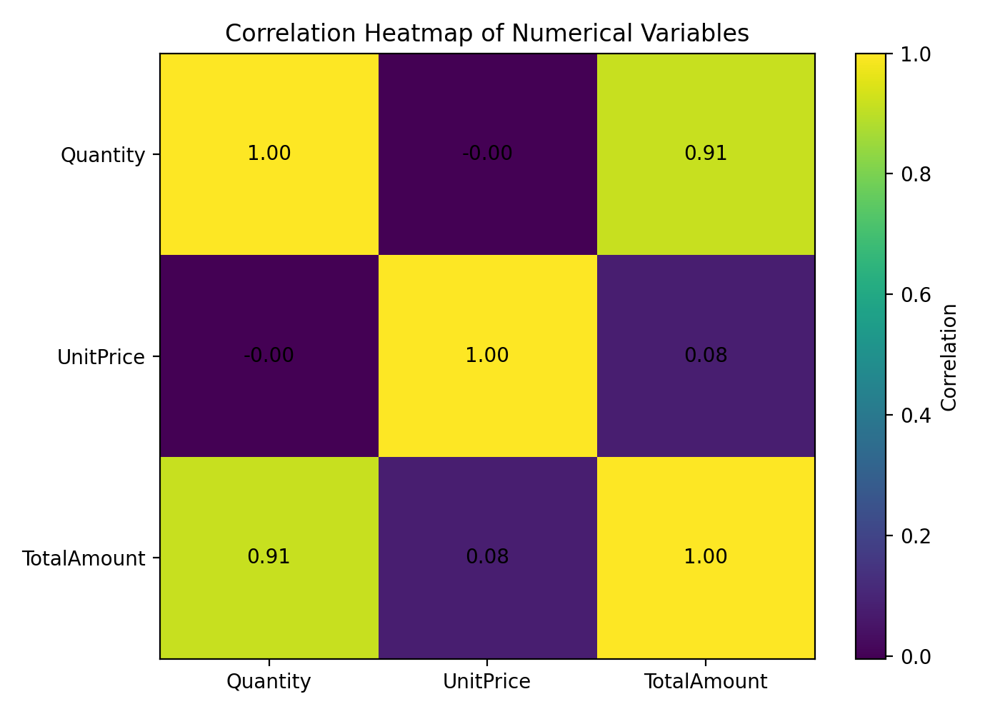 Correlation Heatmap of Numerical Variables
Quantity 1.00 -0.00 0.91
UnitPrice -0.00 1.00 0.08
TotalAmount 0.91 0.08 1.00
Quantity UnitPrice TotalAmount
1.0
0.8
0.6
0.4
0.2
0.0
Correlation